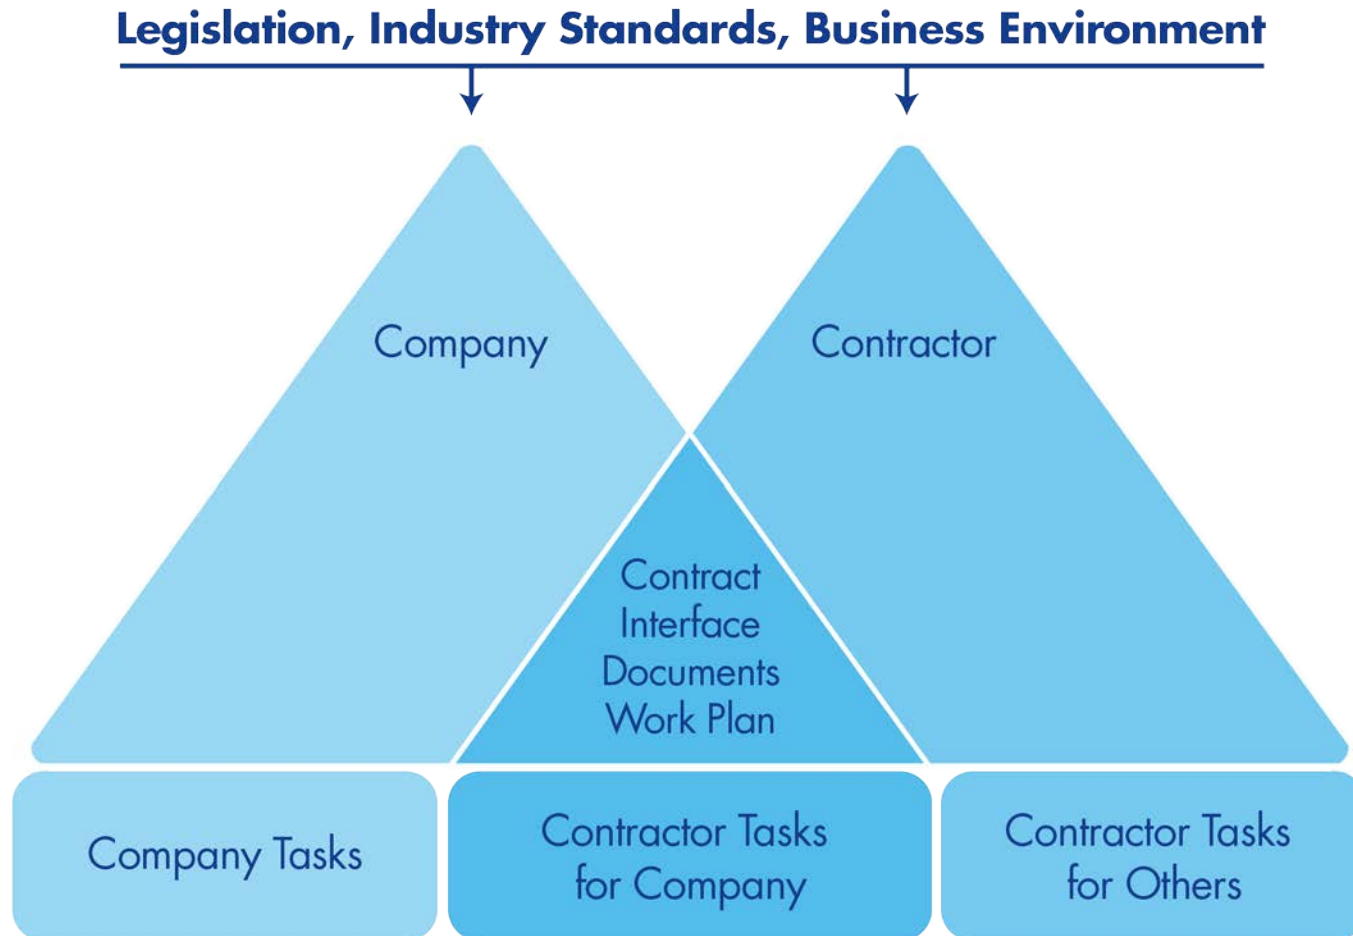 Legislation, Industry Standards, Business Environment
Company
Contractor
Contract
Interface
Documents
Work Plan
Company Tasks
Contractor Tasks
for Company
Contractor Tasks
for Others